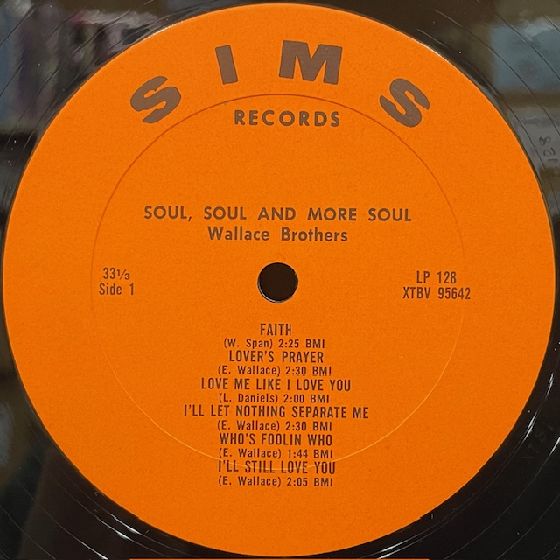 SIMS
RECORDS
SOUL, SOUL AND MORE SOUL
Wallace Brothers
33⅓
Side 1
LP 128
XTBV 95642
FAITH
(W. Span) 2:25 BMI
LOVER'S PRAYER
(E. Wallace) 2:30 BMI
LOVE ME LIKE I LOVE YOU
(L. Daniels) 2:00 BMI
I'LL LET NOTHING SEPARATE ME
(E. Wallace) 2:30 BMI
WHO'S FOOLIN WHO
(E. Wallace) 1:44 BMI
I'LL STILL LOVE YOU
(E. Wallace) 2:05 BMI